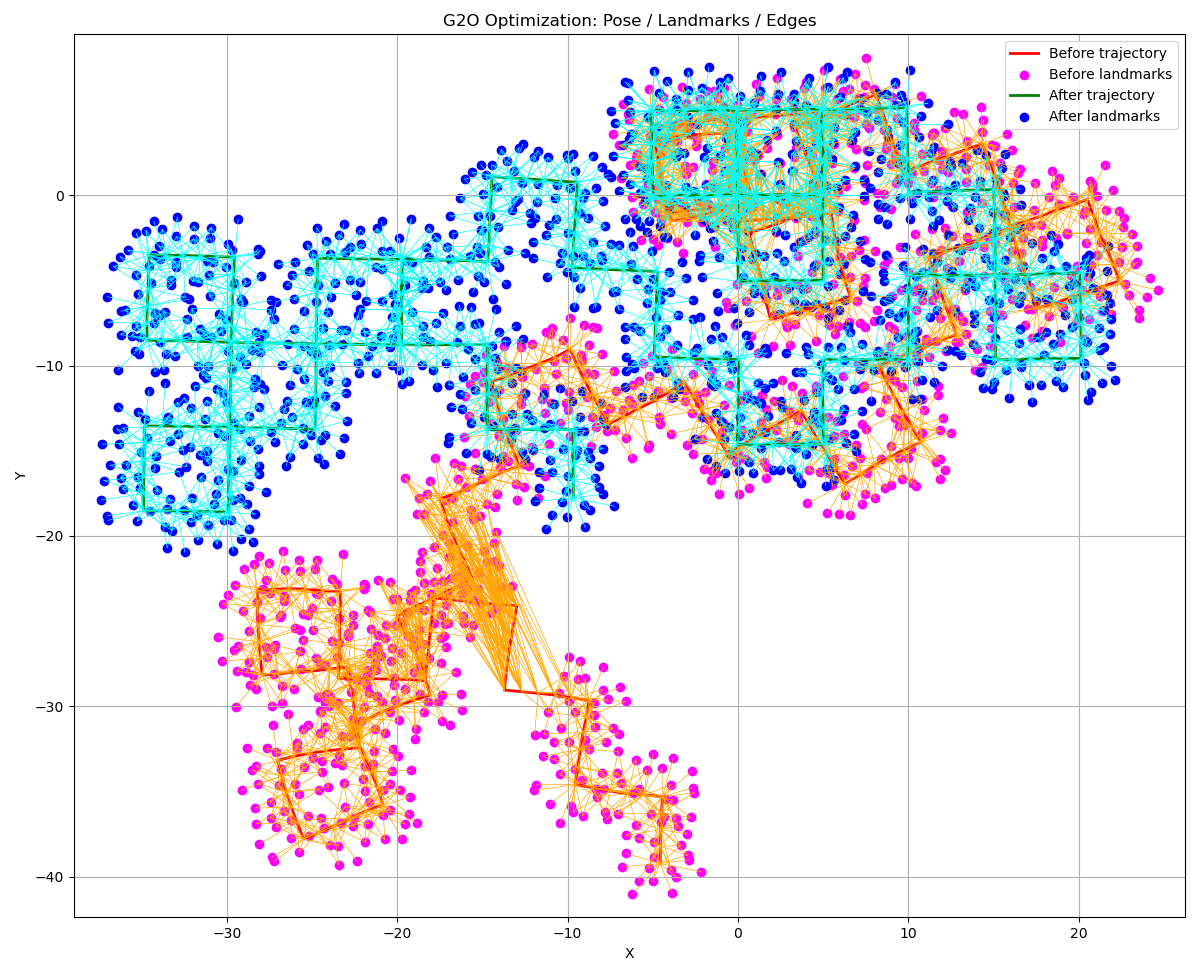 G2O Optimization: Pose / Landmarks / Edges
Before trajectory
Before landmarks
After trajectory
After landmarks
0
−10
−20
−30
−40
Y
−30
−20
−10
0
10
20
X